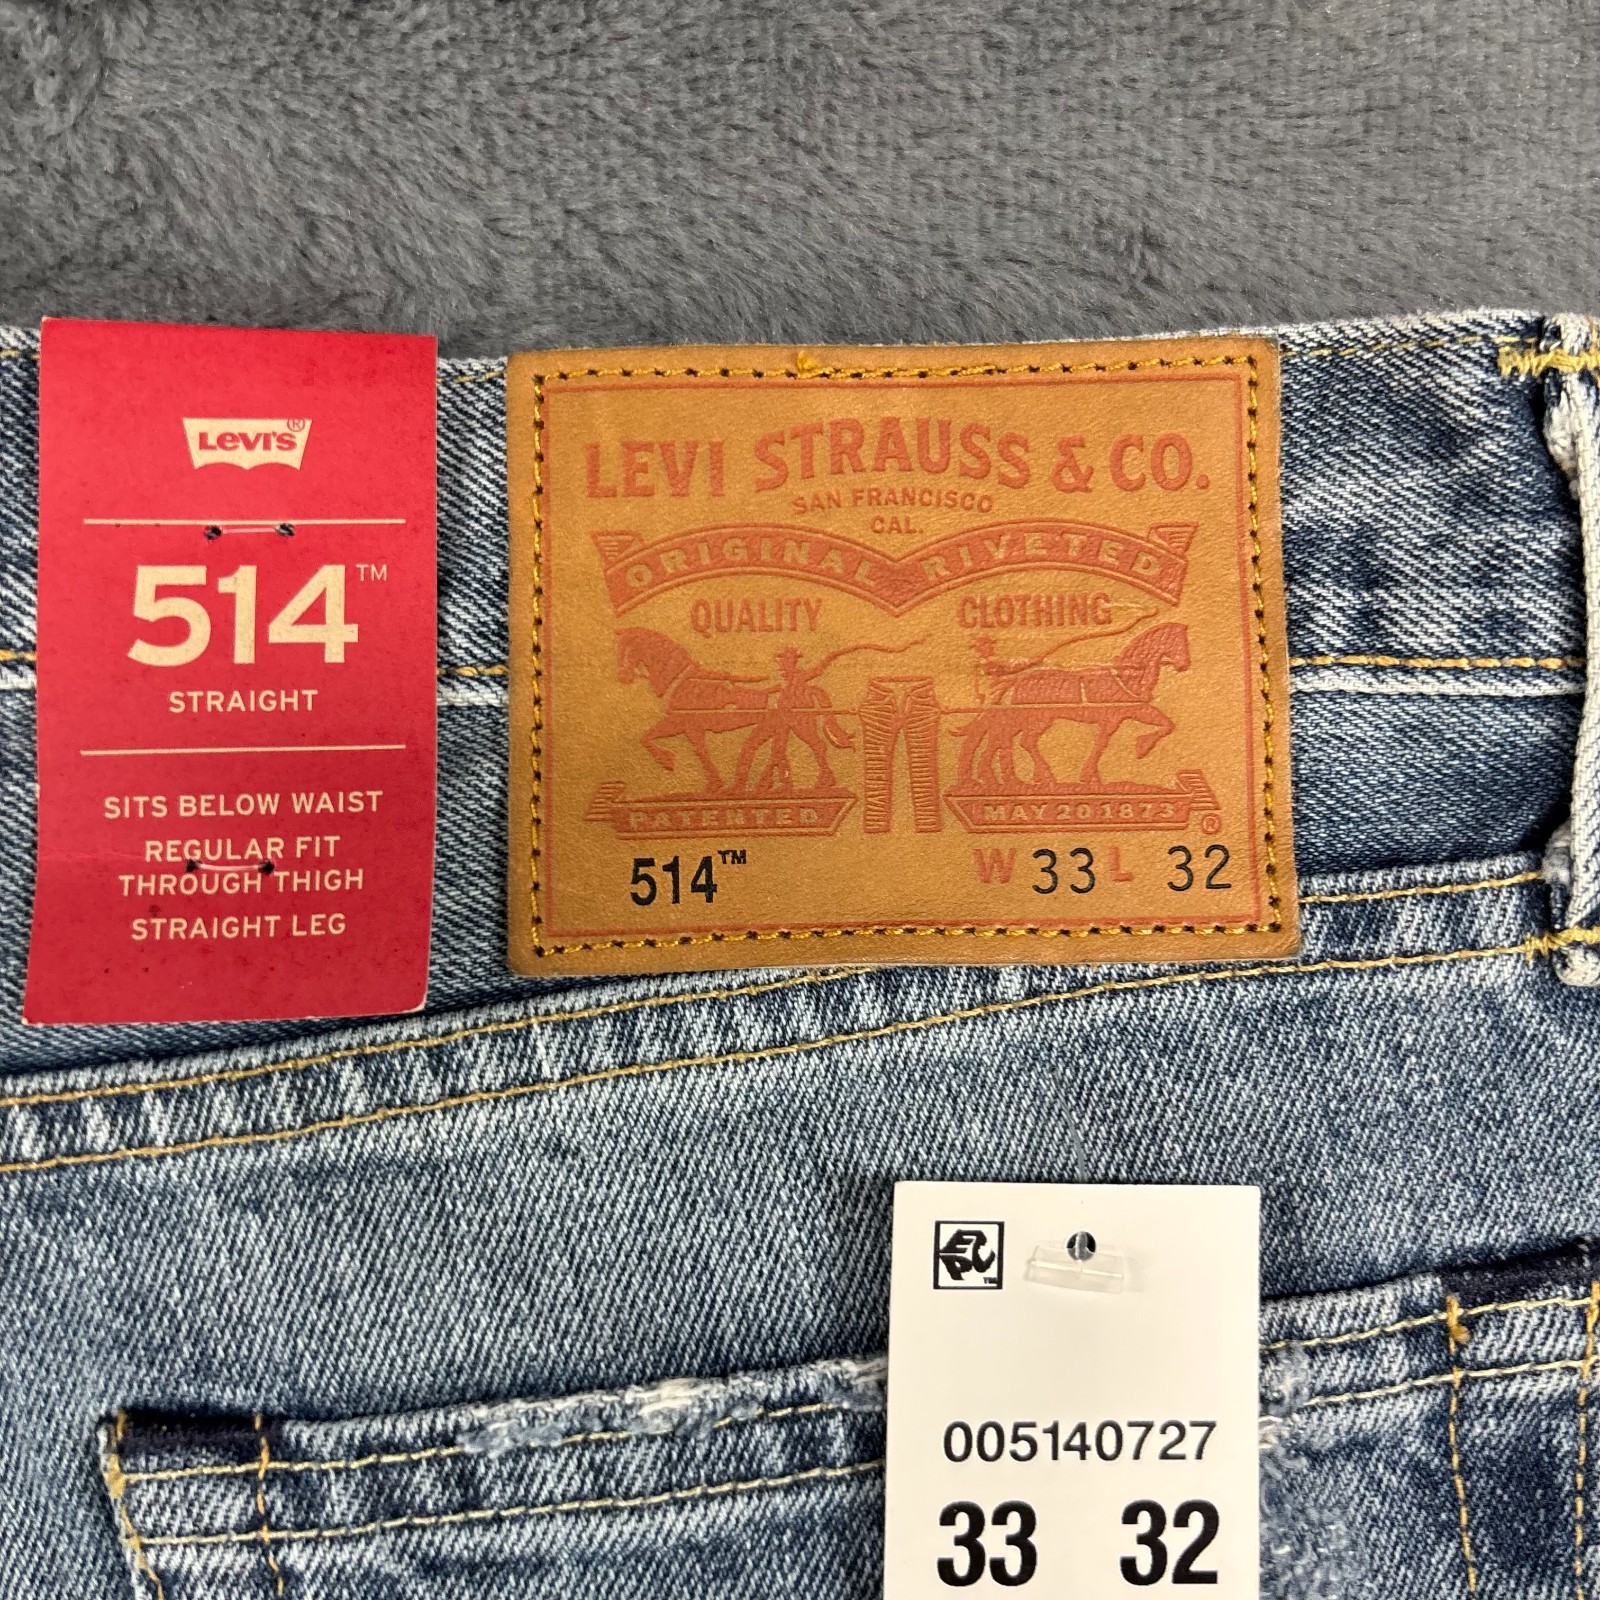 LEVI'S®
514™
STRAIGHT
SITS BELOW WAIST
REGULAR FIT
THROUGH THIGH
STRAIGHT LEG
LEVI STRAUSS & CO.
SAN FRANCISCO
CAL.
ORIGINAL RIVETED
QUALITY CLOTHING
PATENTED MAY 20 1873 ®
514™ W 33 L 32
EPC™
005140727
33 32